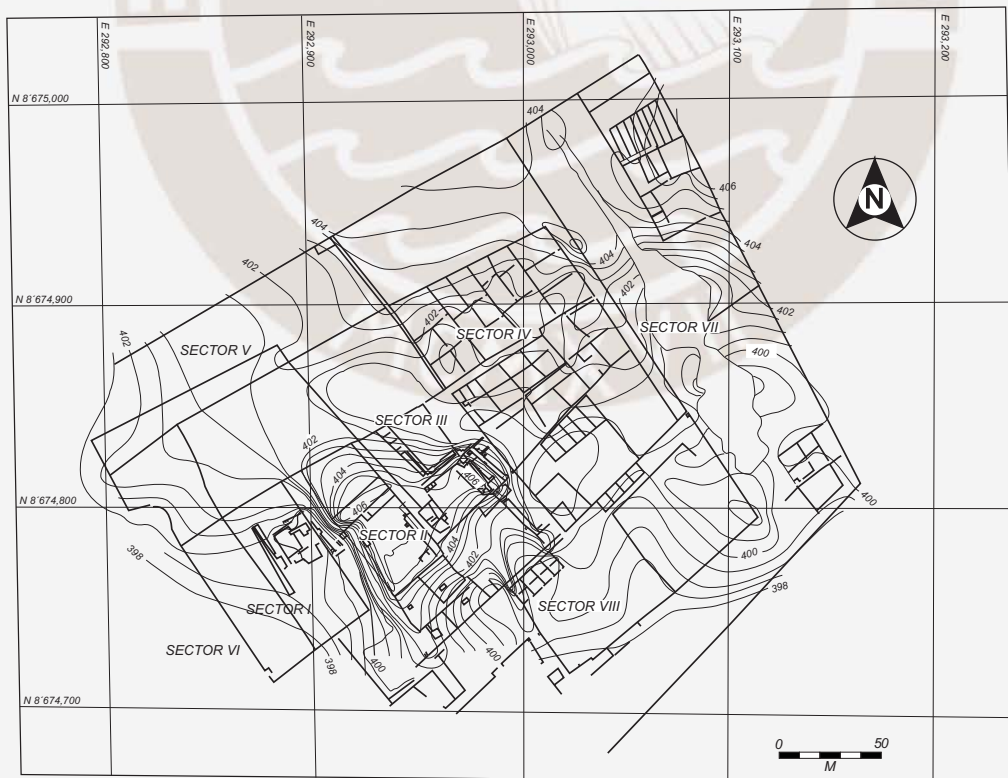 E 292,800
E 292,900
E 293,000
E 293,100
E 293,200
N 8'675,000
404
406
N
404
404
402
404
402
N 8'674,900
402
402
402
SECTOR IV
SECTOR VII
SECTOR V
400
SECTOR III
402
404
406
406
N 8'674,800
400
SECTOR II
404
402
398
400
398
SECTOR I
SECTOR VIII
SECTOR VI
398
400
400
N 8'674,700
0
50
M